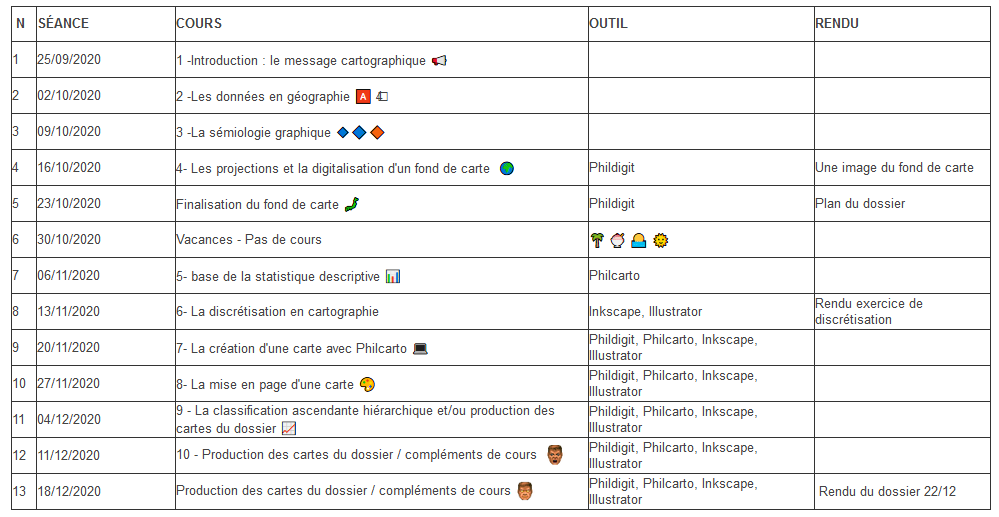 N SÉANCE COURS OUTIL RENDU
1 25/09/2020 1 -Introduction : le message cartographique
2 02/10/2020 2 -Les données en géographie A 4
3 09/10/2020 3 -La sémiologie graphique
4 16/10/2020 4- Les projections et la digitalisation d'un fond de carte Phildigit Une image du fond de carte
5 23/10/2020 Finalisation du fond de carte Phildigit Plan du dossier
6 30/10/2020 Vacances - Pas de cours
7 06/11/2020 5- base de la statistique descriptive Philcarto
8 13/11/2020 6- La discrétisation en cartographie Inkscape, Illustrator Rendu exercice de
discrétisation
9 20/11/2020 7- La création d'une carte avec Philcarto Phildigit, Philcarto, Inkscape,
Illustrator
10 27/11/2020 8- La mise en page d'une carte Phildigit, Philcarto, Inkscape,
Illustrator
11 04/12/2020 9 - La classification ascendante hiérarchique et/ou production des
cartes du dossier Phildigit, Philcarto, Inkscape,
Illustrator
12 11/12/2020 10 - Production des cartes du dossier / compléments de cours Phildigit, Philcarto, Inkscape,
Illustrator
13 18/12/2020 Production des cartes du dossier / compléments de cours Phildigit, Philcarto, Inkscape,
Illustrator Rendu du dossier 22/12